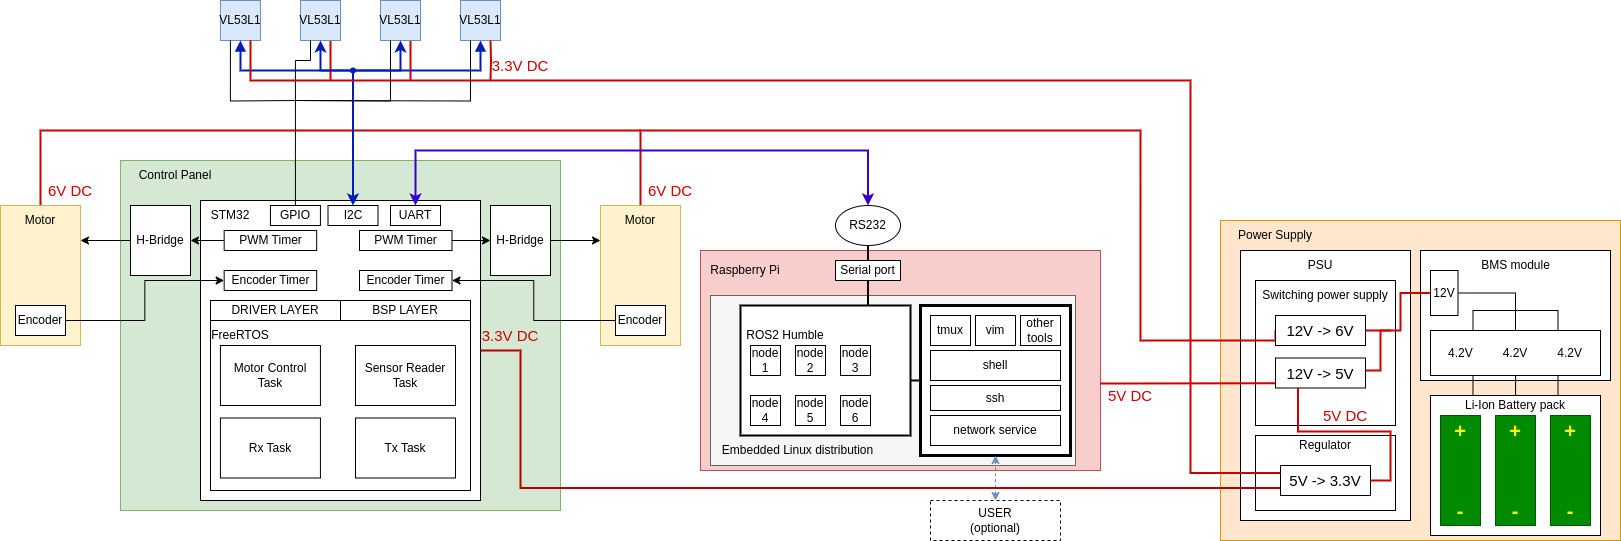 VL53L1
VL53L1
VL53L1
VL53L1
3.3V DC
6V DC
6V DC
Motor
Encoder
Control Panel
H-Bridge
STM32
GPIO
I2C
UART
PWM Timer
PWM Timer
Encoder Timer
Encoder Timer
DRIVER LAYER
BSP LAYER
FreeRTOS
Motor Control
Task
Sensor Reader
Task
Rx Task
Tx Task
H-Bridge
3.3V DC
Motor
Encoder
RS232
Raspberry Pi
Serial port
ROS2 Humble
node
1
node
2
node
3
node
4
node
5
node
6
Embedded Linux distribution
tmux
vim
other
tools
shell
ssh
network service
USER
(optional)
5V DC
Power Supply
PSU
Switching power supply
12V -> 6V
12V -> 5V
5V DC
Regulator
5V -> 3.3V
BMS module
12V
4.2V
4.2V
4.2V
Li-Ion Battery pack
+
+
+
-
-
-